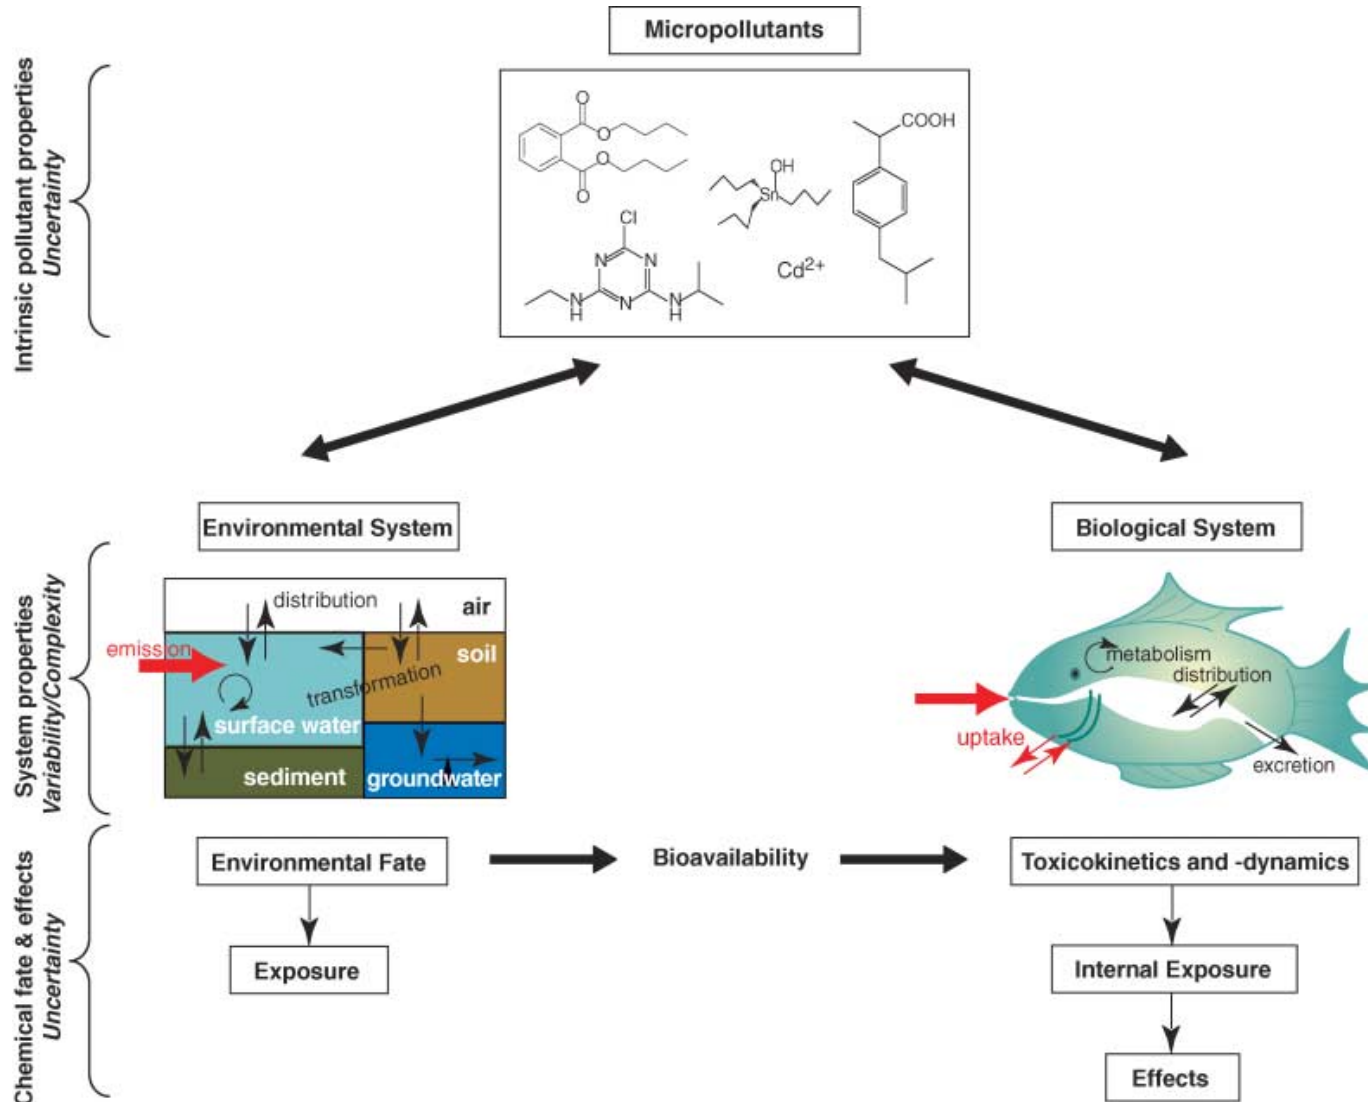 Micropollutants
Intrinsic pollutant properties
Uncertainty
O
O
O
O
COOH
OH
Sn
Cl
N
N
N
N
H
N
H
Cd2+
Environmental System
Biological System
System properties
Variability/Complexity
distribution
air
emission
soil
transformation
surface water
sediment
groundwater
metabolism
distribution
uptake
excretion
Chemical fate & effects
Uncertainty
Environmental Fate
Bioavailability
Toxicokinetics and -dynamics
Exposure
Internal Exposure
Effects